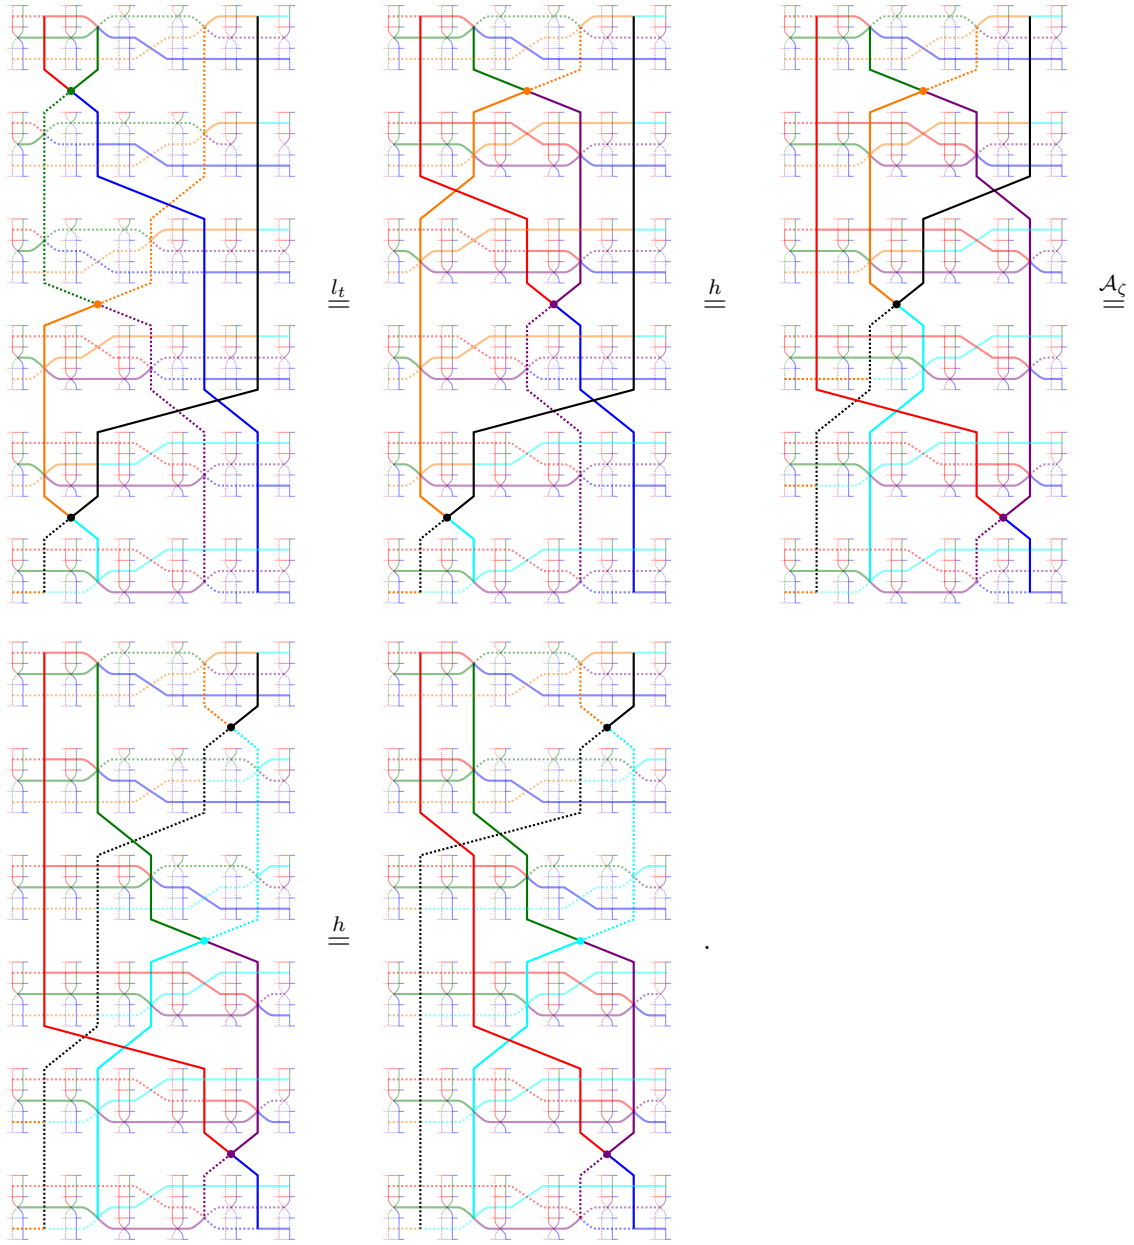 l_t
=
h
=
𝒜_ζ
=
h
=
.